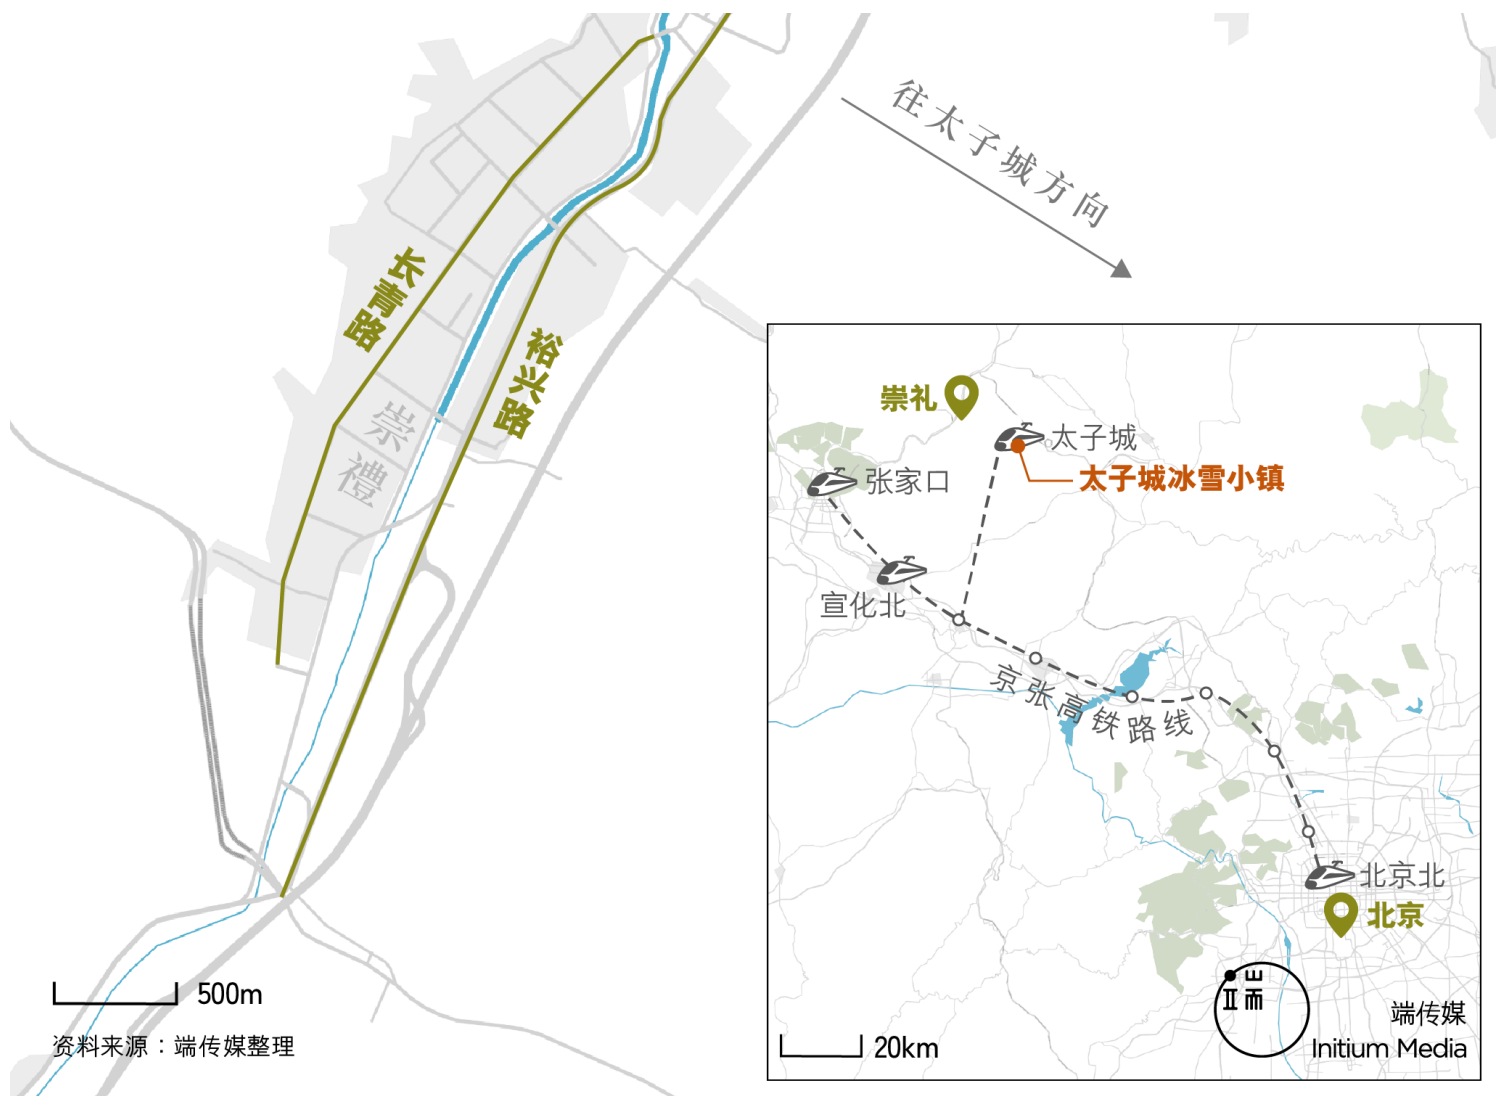 往太子城方向
长青路
裕兴路
崇禮
崇礼
太子城
太子城冰雪小镇
张家口
宣化北
京张高铁路线
北京北
北京
500m
资料来源：端传媒整理
20km
端
端传媒
Initium Media